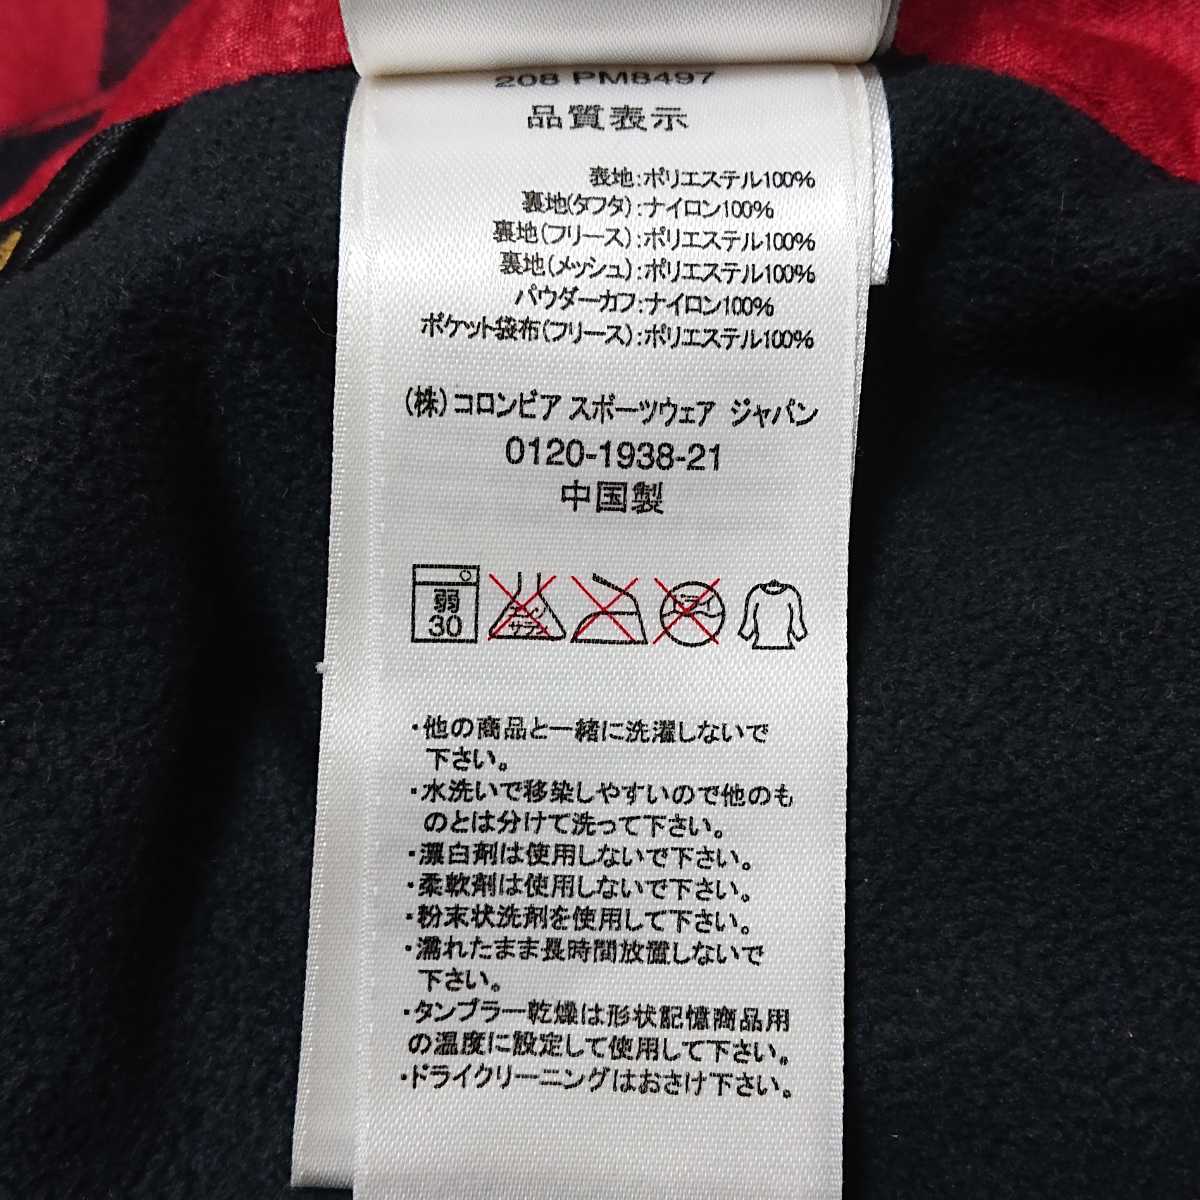 208 PM8497
品質表示
表地:ポリエステル100%
裏地(タフタ):ナイロン100%
裏地(フリース):ポリエステル100%
裏地(メッシュ):ポリエステル100%
パウダーカフ:ナイロン100%
ポケット袋布(フリース):ポリエステル100%
(株)コロンビア スポーツウェア ジャパン
0120-1938-21
中国製
弱
30
エンソ
サラシ
ドライ
・他の商品と一緒に洗濯しないで
下さい。
・水洗いで移染しやすいので他のも
のとは分けて洗って下さい。
・漂白剤は使用しないで下さい。
・柔軟剤は使用しないで下さい。
・粉末状洗剤を使用して下さい。
・濡れたまま長時間放置しないで
下さい。
・タンブラー乾燥は形状記憶商品用
の温度に設定して使用して下さい。
・ドライクリーニングはおさけ下さい。